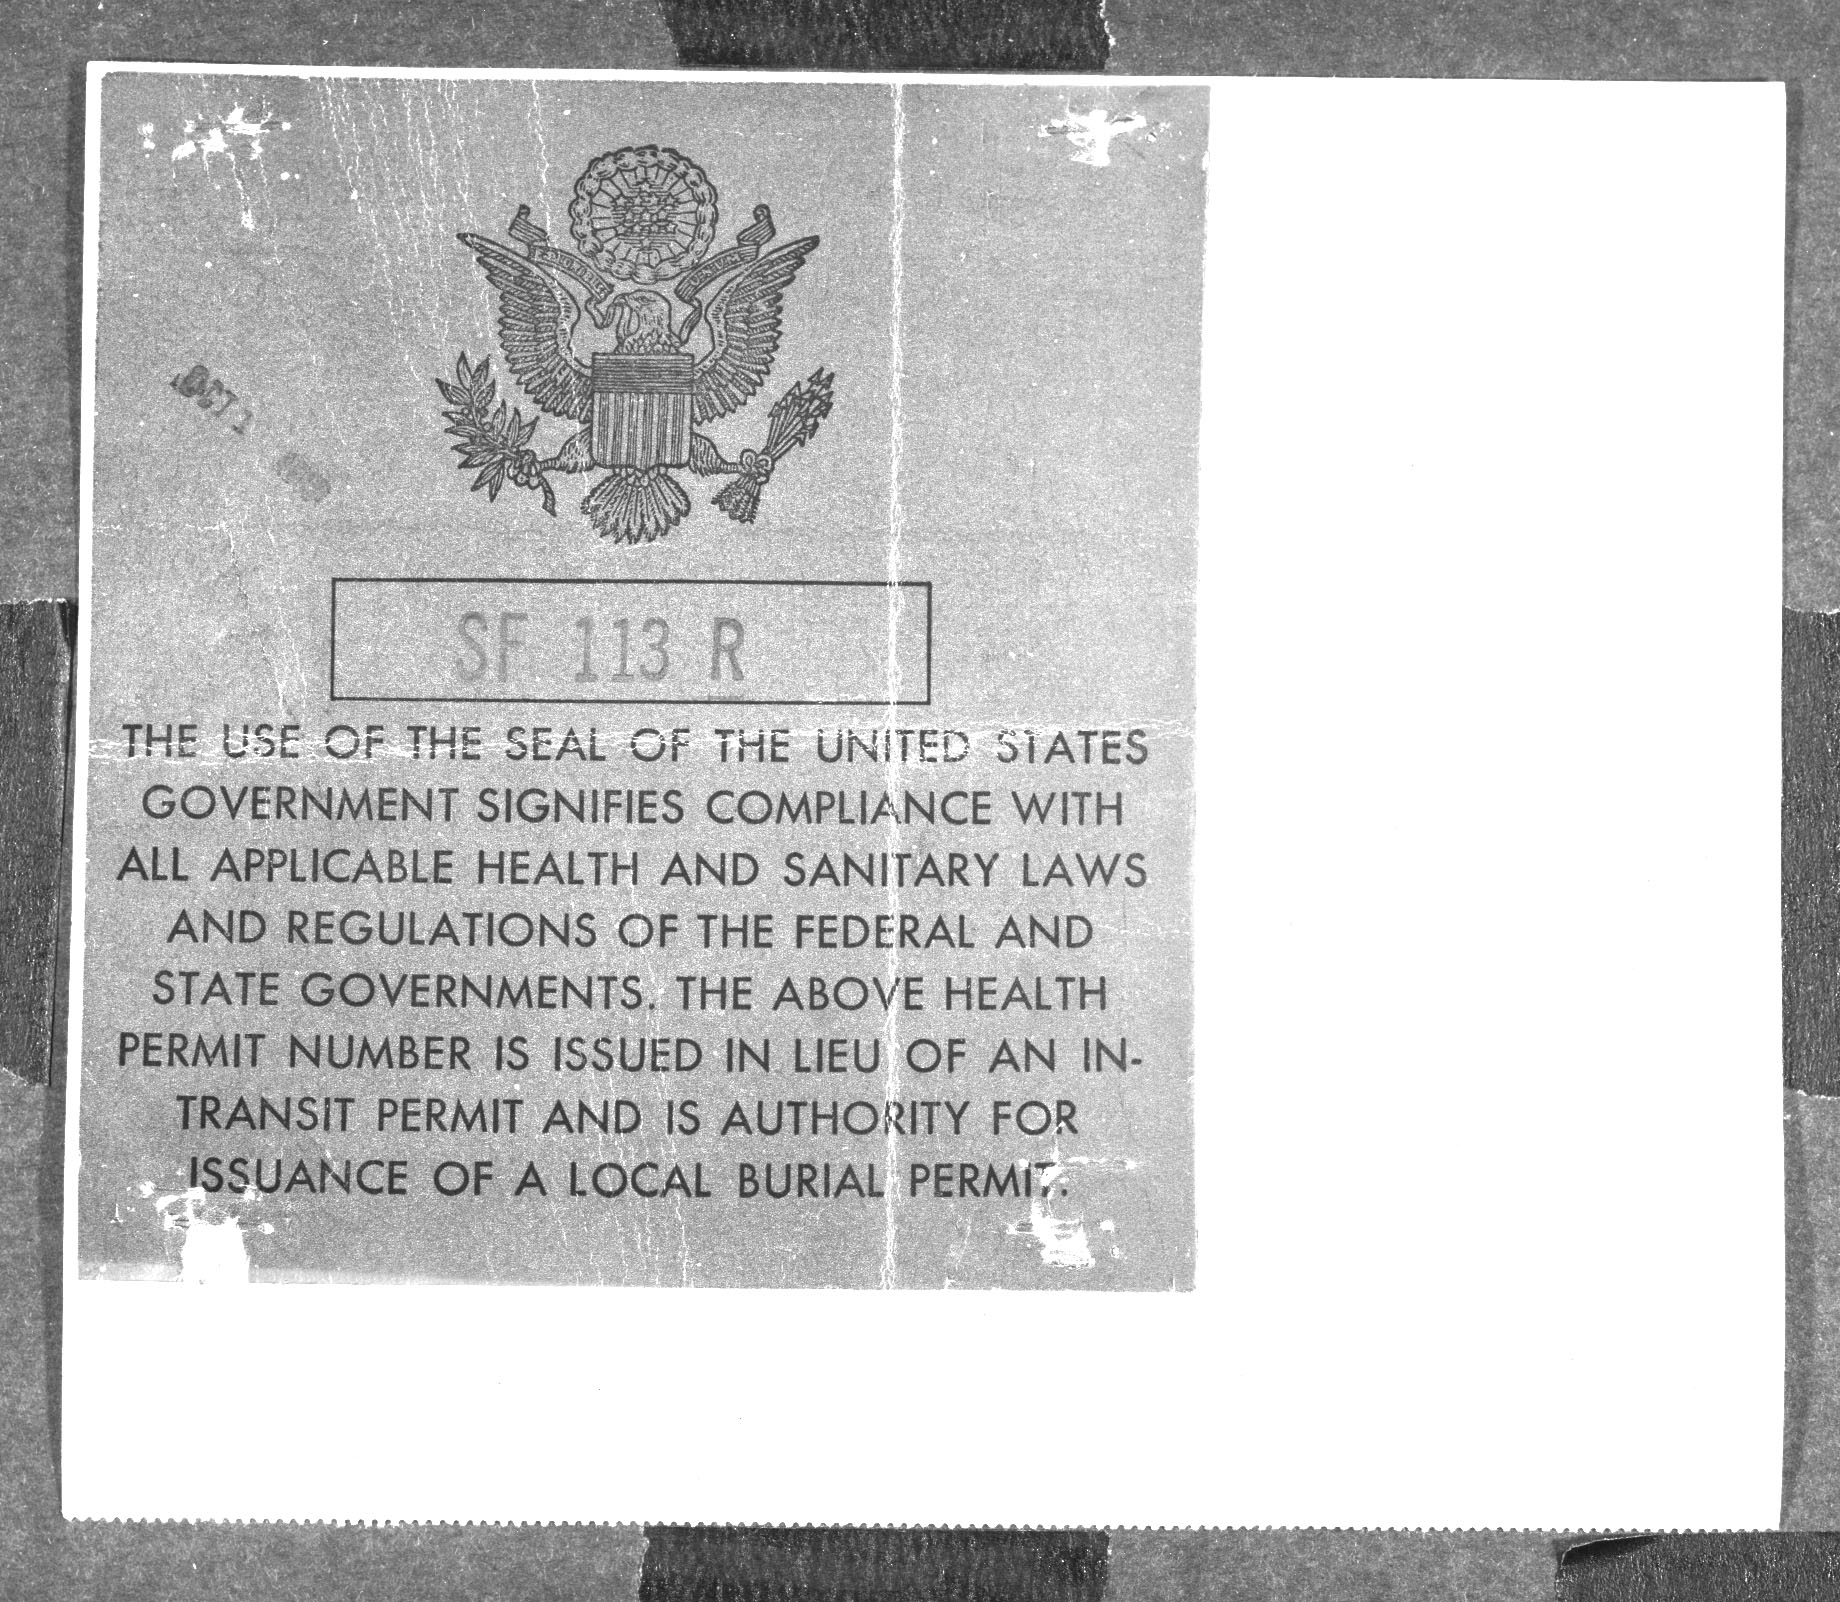 OCT 1
SF 113 R
THE USE OF THE SEAL OF THE UNITED STATES
GOVERNMENT SIGNIFIES COMPLIANCE WITH
ALL APPLICABLE HEALTH AND SANITARY LAWS
AND REGULATIONS OF THE FEDERAL AND
STATE GOVERNMENTS. THE ABOVE HEALTH
PERMIT NUMBER IS ISSUED IN LIEU OF AN IN-
TRANSIT PERMIT AND IS AUTHORITY FOR
ISSUANCE OF A LOCAL BURIAL PERMIT.